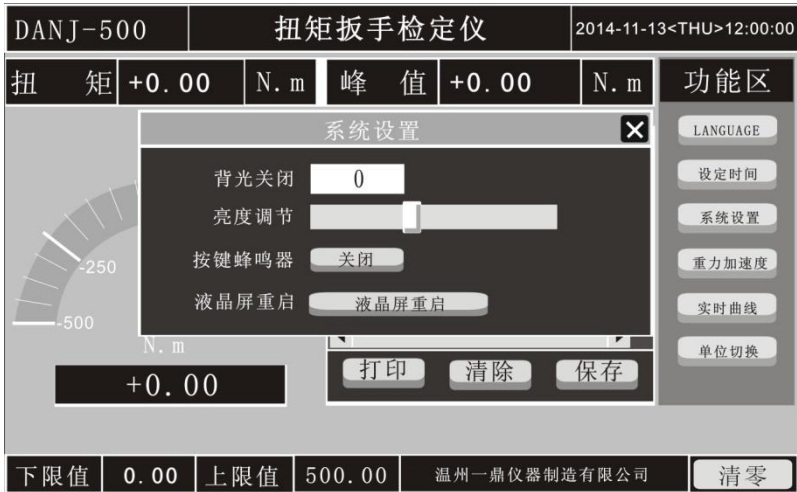 DANJ-500 扭矩扳手检定仪 2014-11-13<THU>12:00:00
扭 矩 +0.00 N.m 峰 值 +0.00 N.m 功能区
系统设置
背光关闭 0
亮度调节
按键蜂鸣器 关闭
液晶屏重启 液晶屏重启
LANGUAGE
设定时间
系统设置
重力加速度
实时曲线
单位切换
-250
-500
N.m
+0.00
打印 清除 保存
下限值 0.00 上限值 500.00 温州一鼎仪器制造有限公司 清零